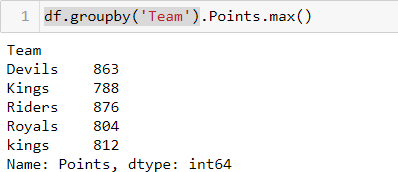 1 df.groupby('Team').Points.max()
Team
Devils    863
Kings     788
Riders    876
Royals    804
kings     812
Name: Points, dtype: int64